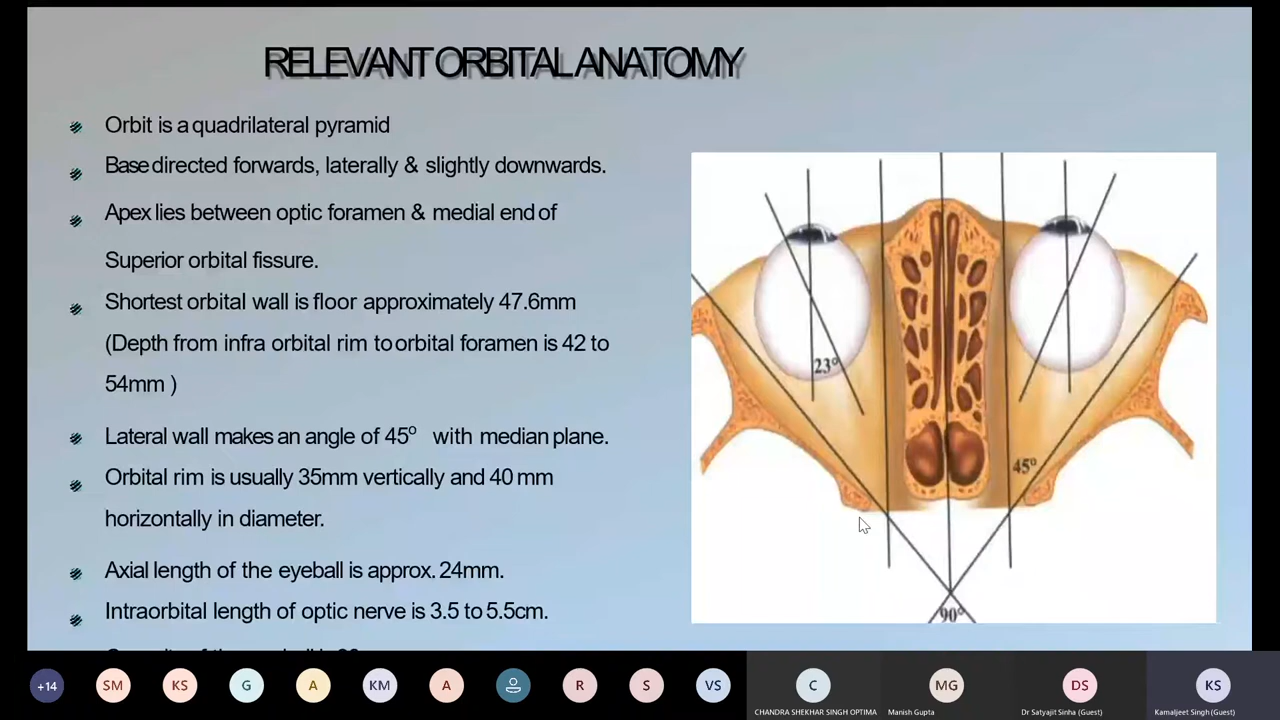 RELEVANT ORBITAL ANATOMY
Orbit is a quadrilateral pyramid
Base directed forwards, laterally & slightly downwards.
Apex lies between optic foramen & medial end of
Superior orbital fissure.
Shortest orbital wall is floor approximately 47.6mm
(Depth from infra orbital rim to orbital foramen is 42 to
54mm )
Lateral wall makes an angle of 45° with median plane.
Orbital rim is usually 35mm vertically and 40 mm
horizontally in diameter.
Axial length of the eyeball is approx. 24mm.
Intraorbital length of optic nerve is 3.5 to 5.5cm.
23°
45°
90°
+14
SM
KS
G
A
KM
A
R
S
VS
C
MG
DS
KS
CHANDRA SHEKHAR SINGH OPTIMA
Manish Gupta
Dr Satyajit Sinha (Guest)
Kamaljeet Singh (Guest)